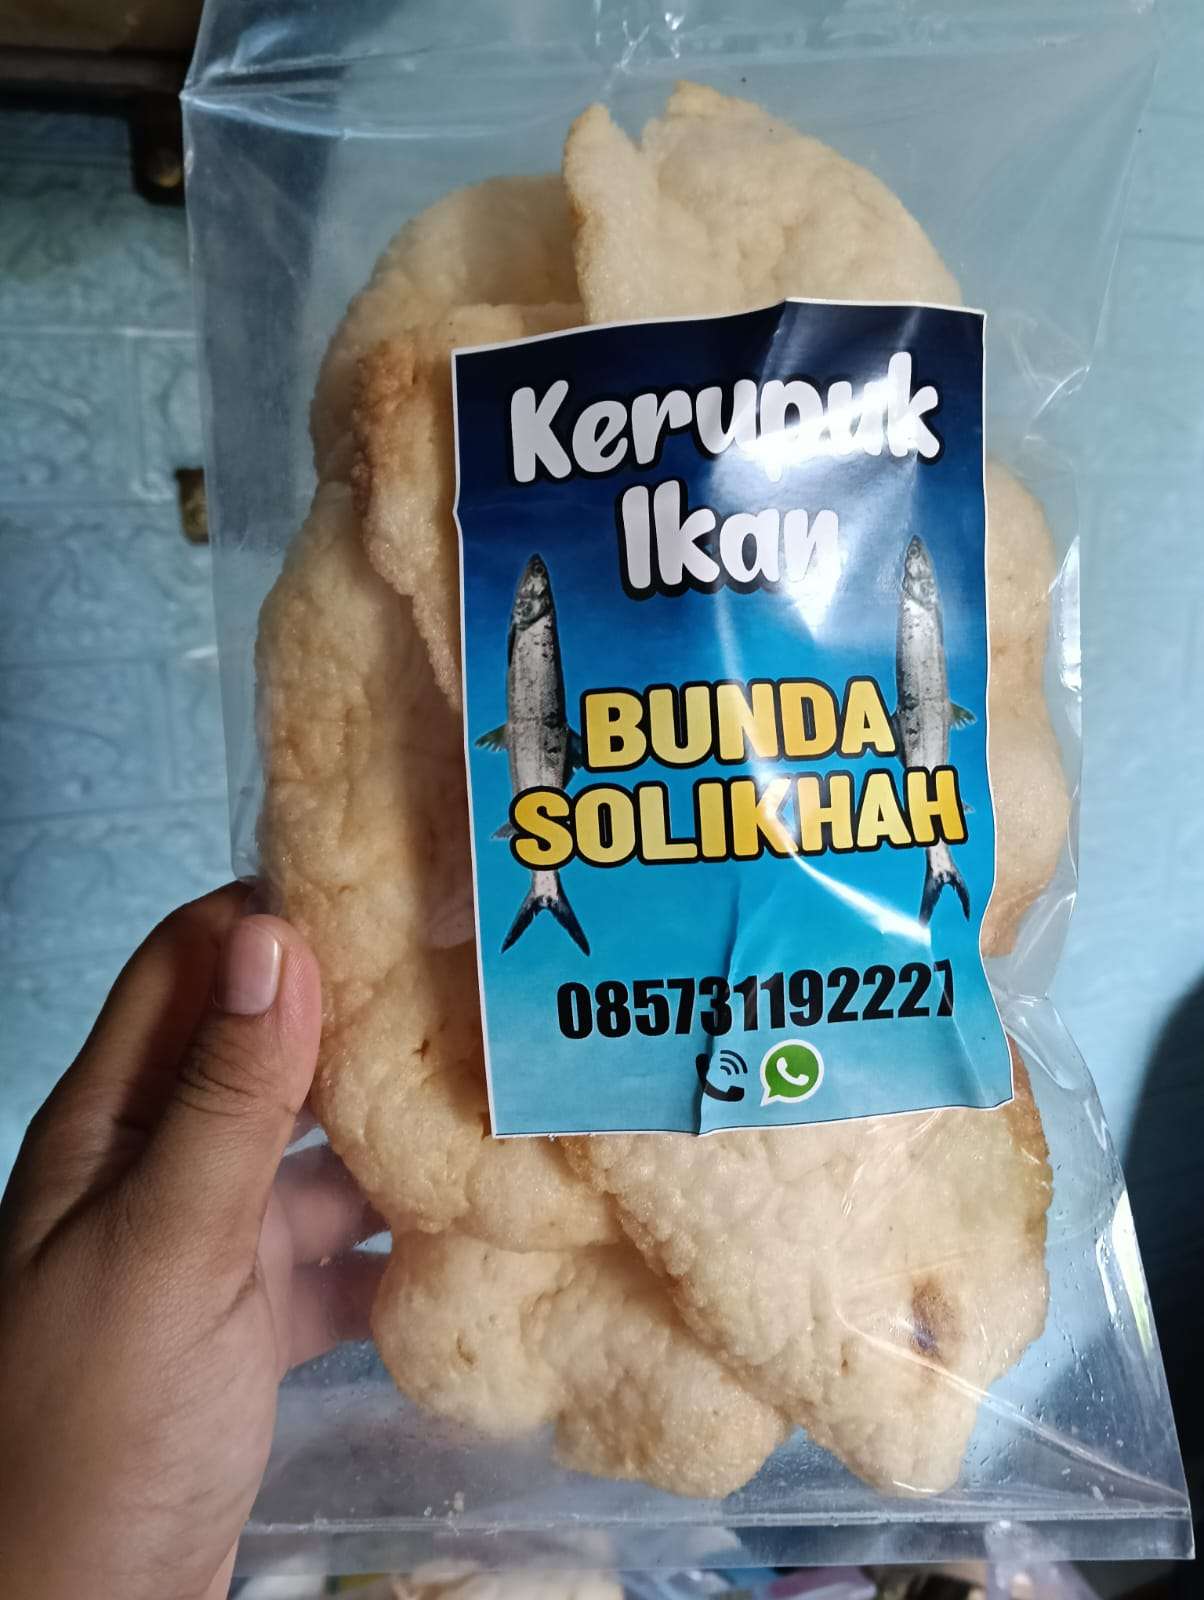 Kerupuk
Ikan
BUNDA
SOLIKHAH
085731192227